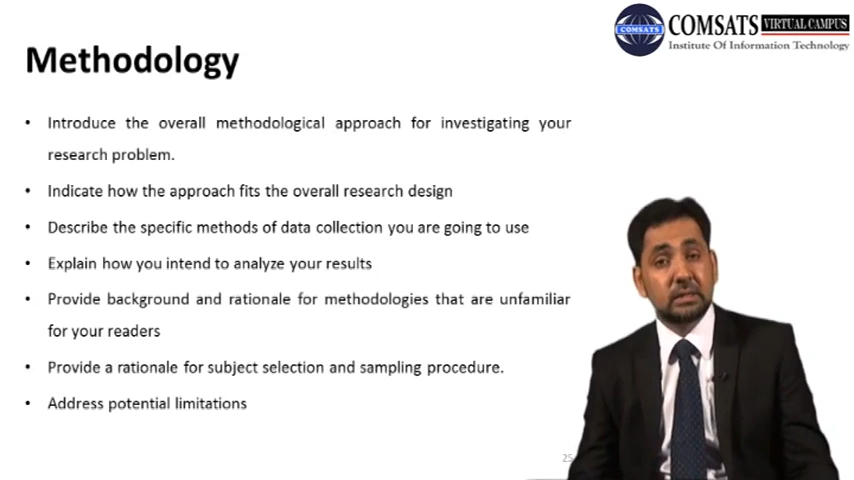 COMSATS VIRTUAL CAMPUS
COMSATS
Institute Of Information Technology
Methodology
• Introduce the overall methodological approach for investigating your
research problem.
• Indicate how the approach fits the overall research design
• Describe the specific methods of data collection you are going to use
• Explain how you intend to analyze your results
• Provide background and rationale for methodologies that are unfamiliar
for your readers
• Provide a rationale for subject selection and sampling procedure.
• Address potential limitations
25